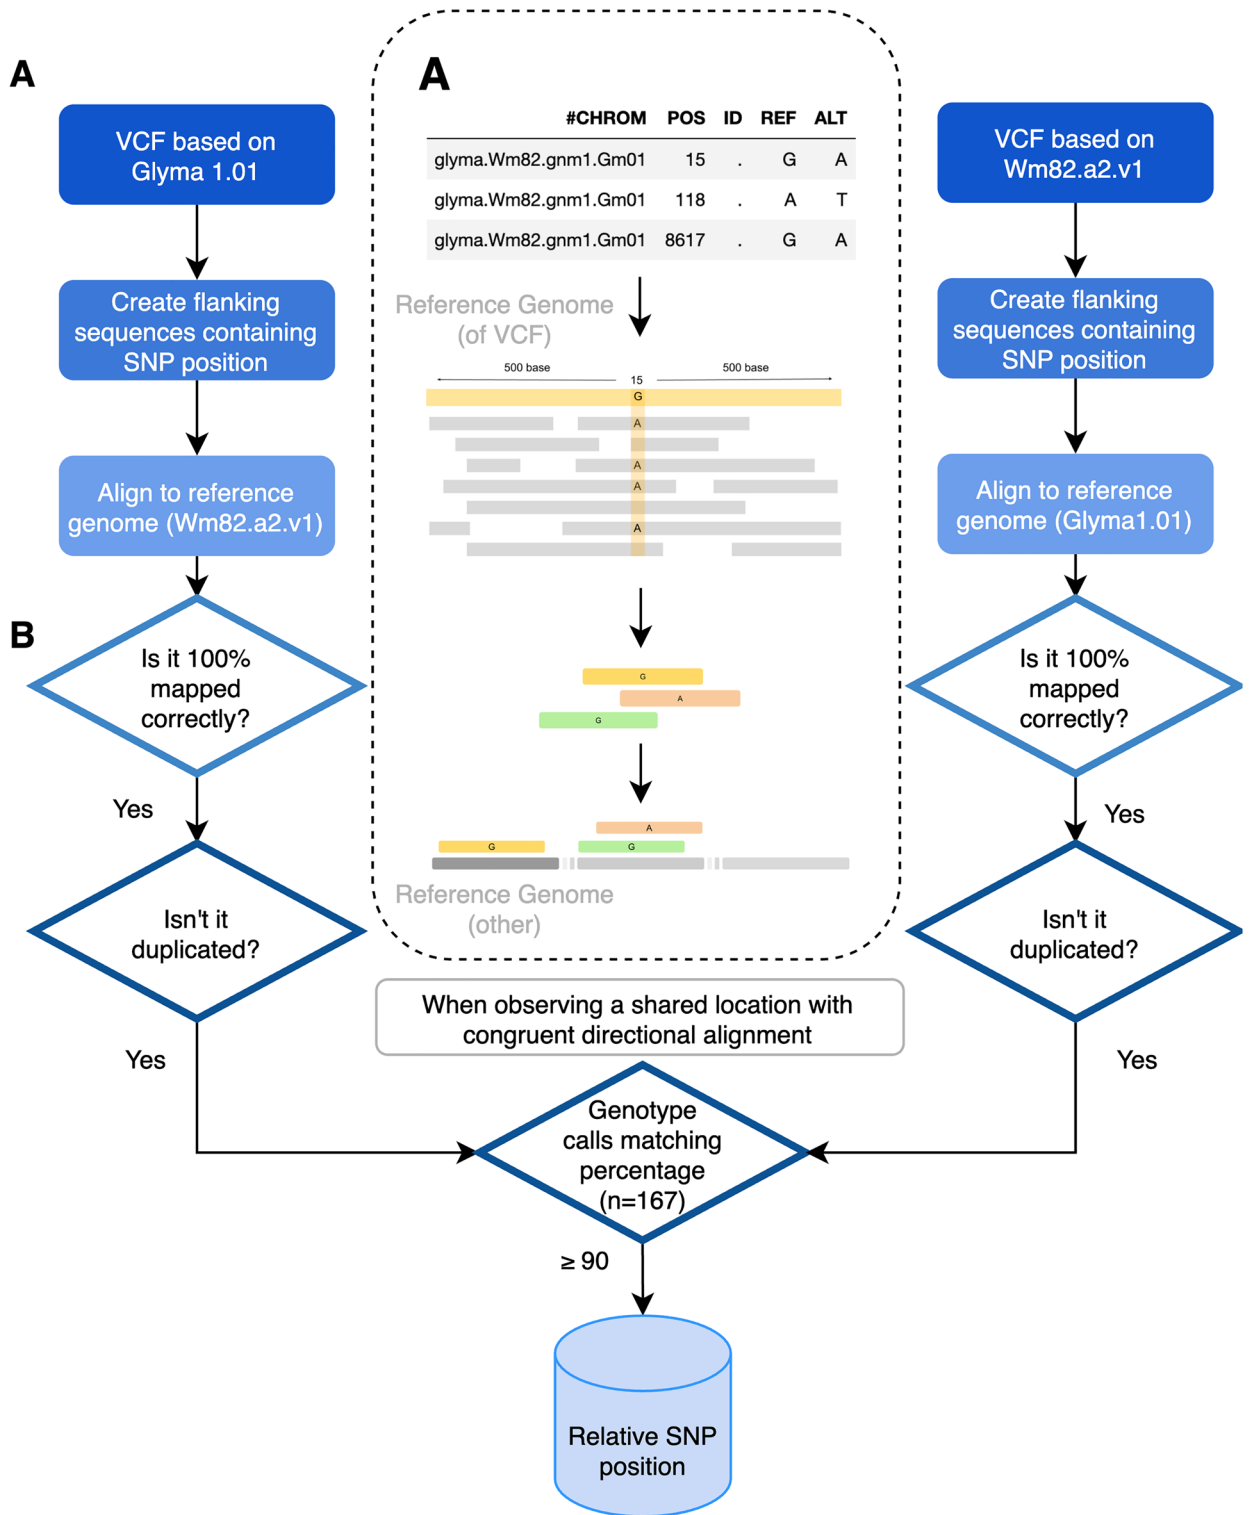 A
VCF based on
Glyma 1.01
Create flanking
sequences containing
SNP position
Align to reference
genome (Wm82.a2.v1)
B
Is it 100%
mapped
correctly?
Yes
Isn't it
duplicated?
Yes
A
#CHROM POS ID REF ALT
glyma.Wm82.gnm1.Gm01 15 . G A
glyma.Wm82.gnm1.Gm01 118 . A T
glyma.Wm82.gnm1.Gm01 8617 . G A
Reference Genome
(of VCF)
500 base 500 base
15
G
A
A
A
A
G
A
G
A
G G
Reference Genome
(other)
VCF based on
Wm82.a2.v1
Create flanking
sequences containing
SNP position
Align to reference
genome (Glyma1.01)
Is it 100%
mapped
correctly?
Yes
Isn't it
duplicated?
Yes
When observing a shared location with
congruent directional alignment
Genotype
calls matching
percentage
(n=167)
≥ 90
Relative SNP
position